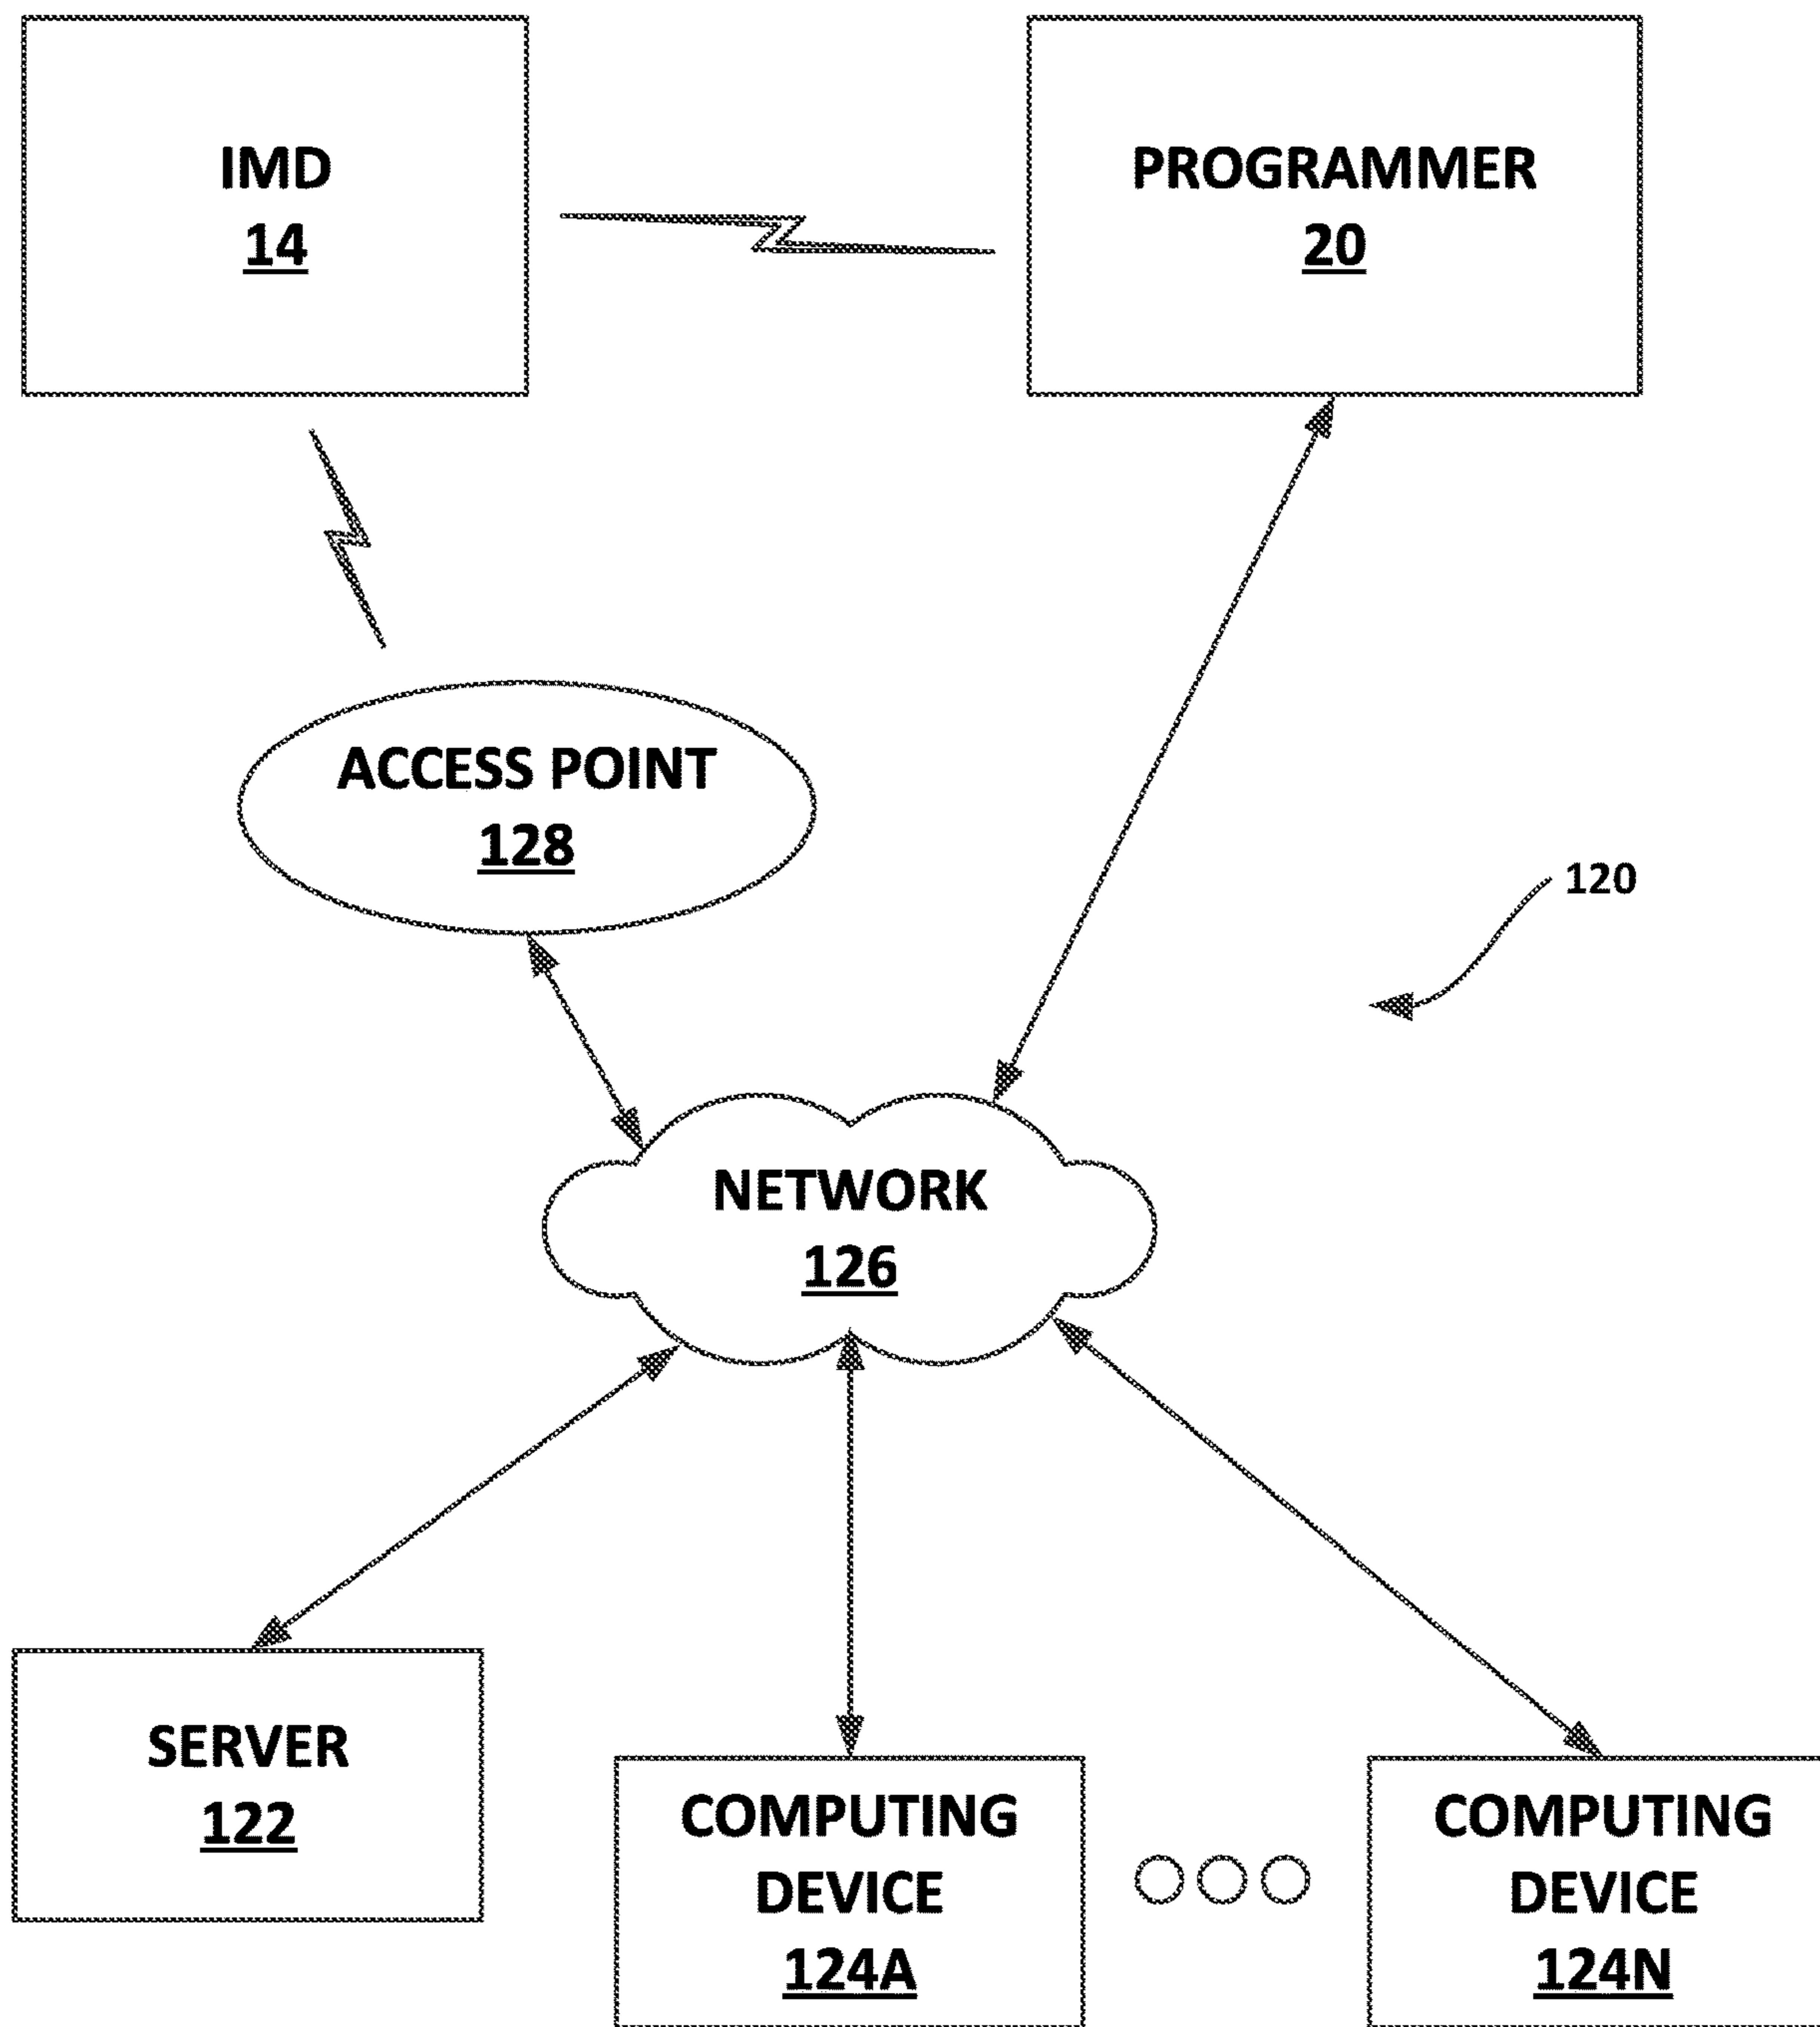 IMD
14
PROGRAMMER
20
ACCESS POINT
128
120
NETWORK
126
SERVER
122
COMPUTING
DEVICE
124A
COMPUTING
DEVICE
124N